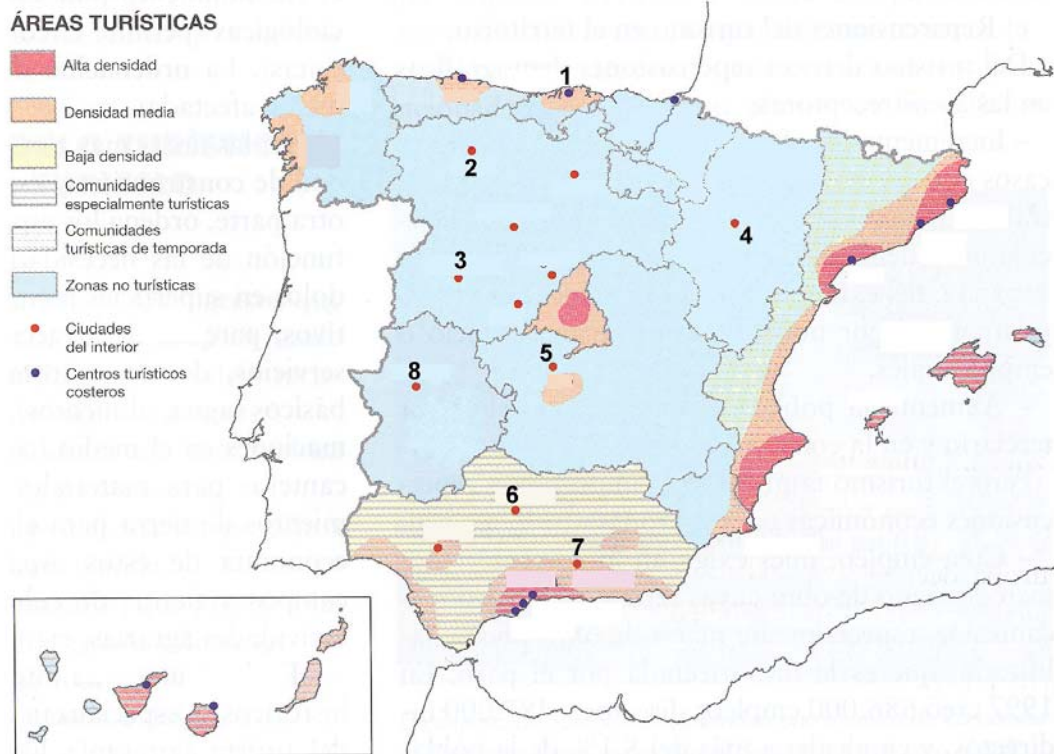 ÁREAS TURÍSTICAS
Alta densidad
Densidad media
Baja densidad
Comunidades
especialmente turísticas
Comunidades
turísticas de temporada
Zonas no turísticas
Ciudades
del interior
Centros turísticos
costeros
1
2
3
4
5
6
7
8